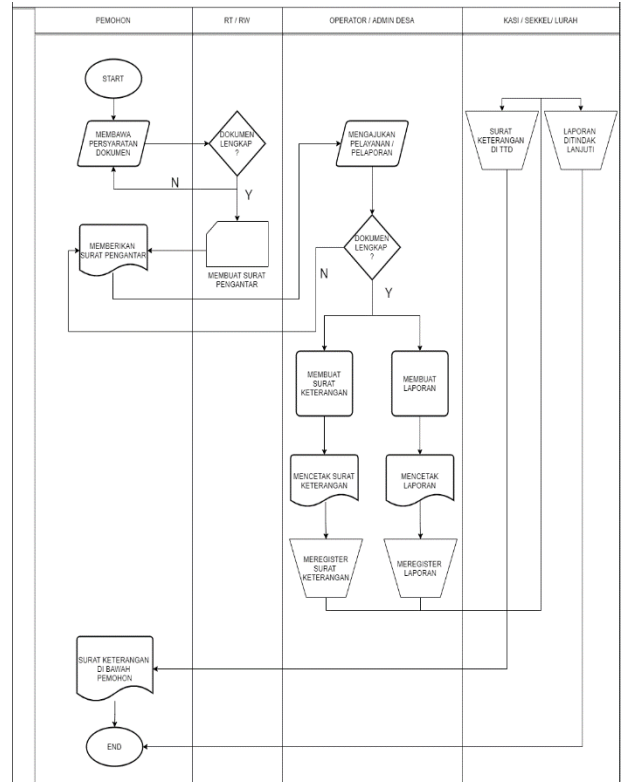 PEMOHON
RT / RW
OPERATOR / ADMIN DESA
KASI / SEKKEL/ LURAH
START
MEMBAWA
PERSYARATAN
DOKUMEN
DOKUMEN
LENGKAP
?
MENGAJUKAN
PELAYANAN /
PELAPORAN
SURAT
KETERANGAN
DI TTD
LAPORAN
DITINDAK
LANJUTI
N
Y
MEMBERIKAN
SURAT PENGANTAR
MEMBUAT SURAT
PENGANTAR
DOKUMEN
LENGKAP
?
N
Y
MEMBUAT
SURAT
KETERANGAN
MEMBUAT
LAPORAN
MENCETAK SURAT
KETERANGAN
MENCETAK
LAPORAN
MEREGISTER
SURAT
KETERANGAN
MEREGISTER
LAPORAN
SURAT KETERANGAN
DI BAWAH
PEMOHON
END